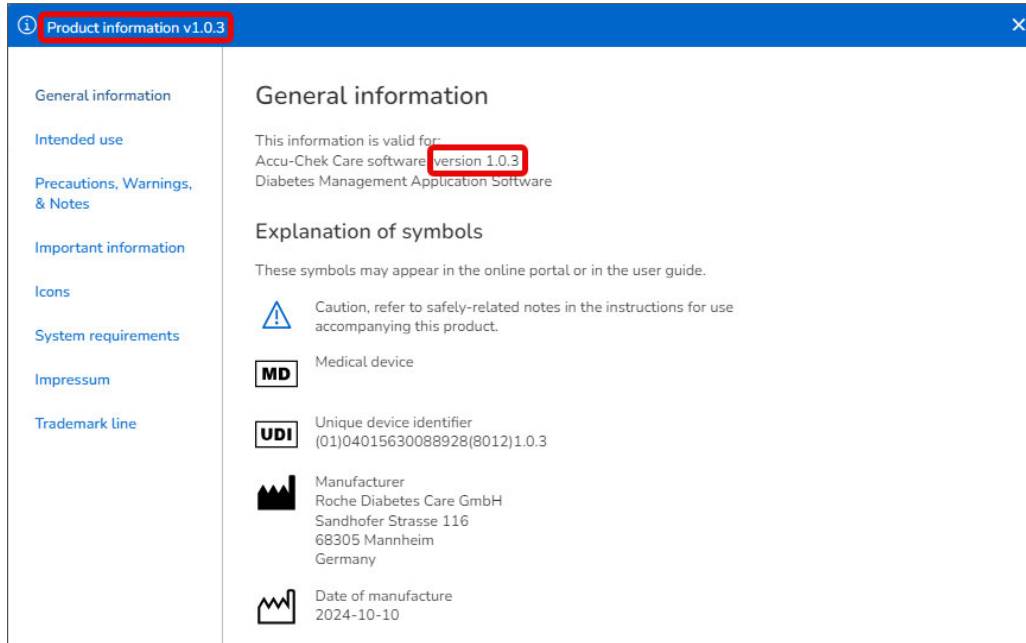 Product information v1.0.3
General information
Intended use
Precautions, Warnings,
& Notes
Important information
Icons
System requirements
Impressum
Trademark line
General information
This information is valid for:
Accu-Chek Care software version 1.0.3
Diabetes Management Application Software
Explanation of symbols
These symbols may appear in the online portal or in the user guide.
Caution, refer to safely-related notes in the instructions for use
accompanying this product.
MD
Medical device
UDI
Unique device identifier
(01)04015630088928(8012)1.0.3
Manufacturer
Roche Diabetes Care GmbH
Sandhofer Strasse 116
68305 Mannheim
Germany
Date of manufacture
2024-10-10